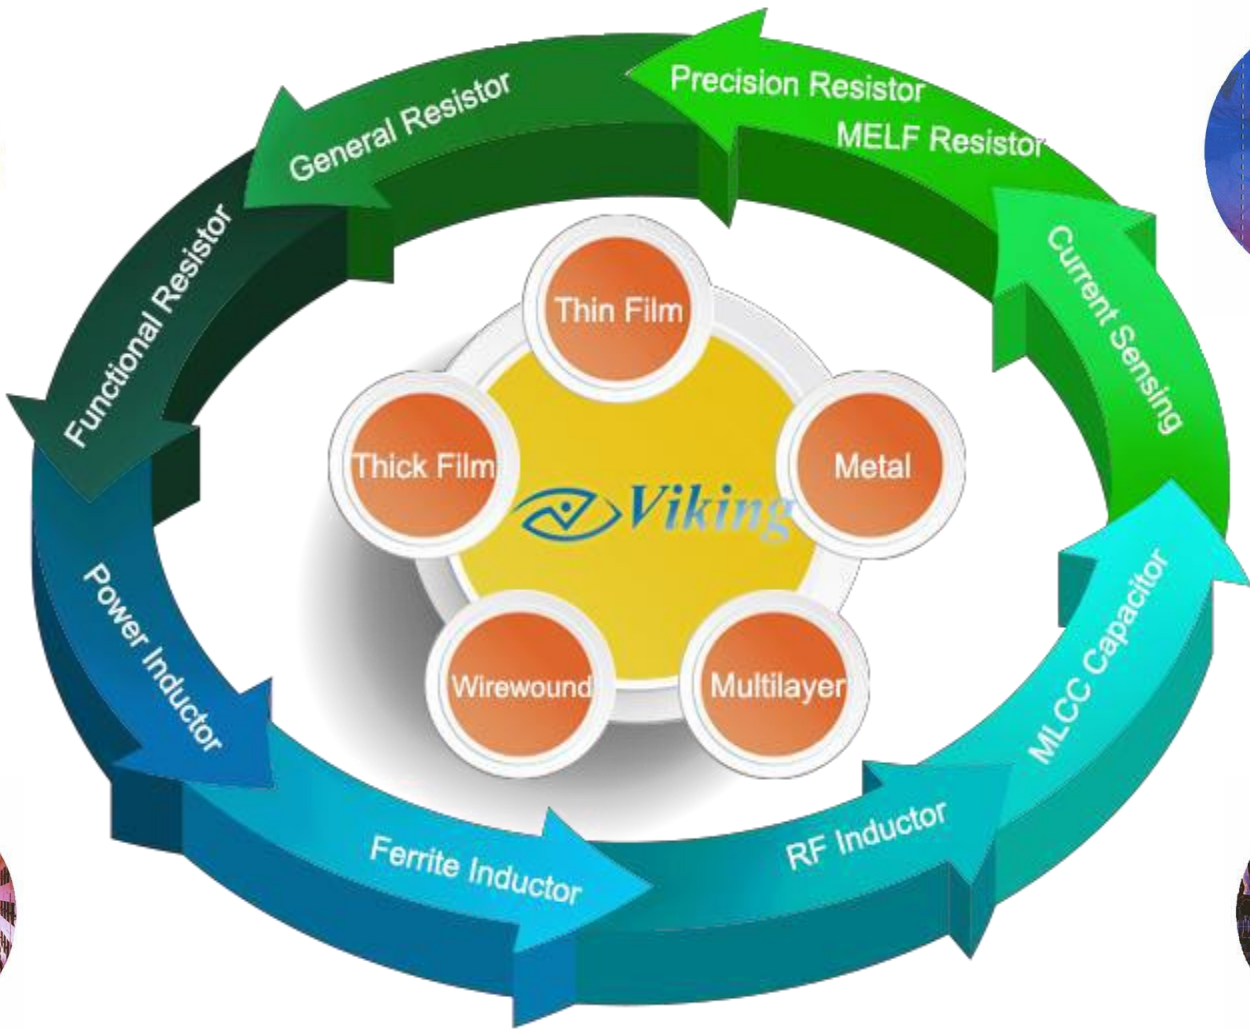 Precision Resistor
MELF Resistor
General Resistor
Current Sensing
Functional Resistor
Thin Film
Thick Film
Metal
Viking
Power Inductor
Wirewound
Multilayer
MLCC Capacitor
RF Inductor
Ferrite Inductor